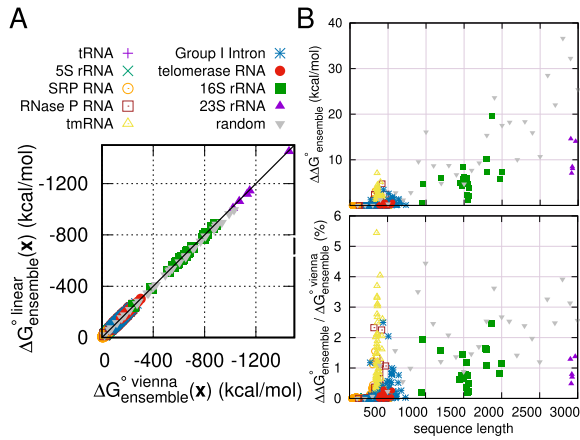 A
tRNA
5S rRNA
SRP RNA
RNase P RNA
tmRNA
Group I Intron
telomerase RNA
16S rRNA
23S rRNA
random
ΔG° linear ensemble(x) (kcal/mol)
-1200
-800
-400
0
0 -400 -800 -1200
ΔG° vienna ensemble(x) (kcal/mol)
B
ΔΔG° ensemble (kcal/mol)
40
30
20
10
ΔΔG° ensemble / ΔG° vienna ensemble (%)
6
5
4
3
2
1
0
500 1000 1500 2000 2500 3000
sequence length